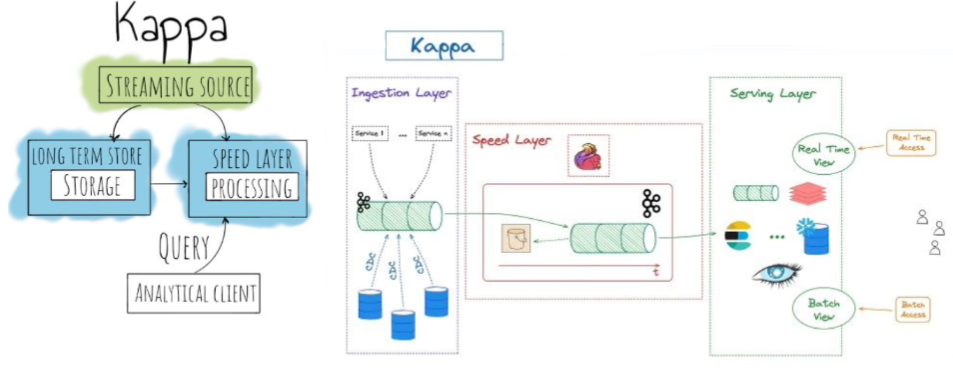 Kappa
STREAMING SOURCE
LONG TERM STORE
STORAGE
SPEED LAYER
PROCESSING
QUERY
ANALYTICAL CLIENT
Kappa
Ingestion Layer
Service 1 ... Service n
CDC
CDC
CDC
Speed Layer
t
Serving Layer
Real Time
View
...
Batch
View
Real Time
Access
Batch
Access